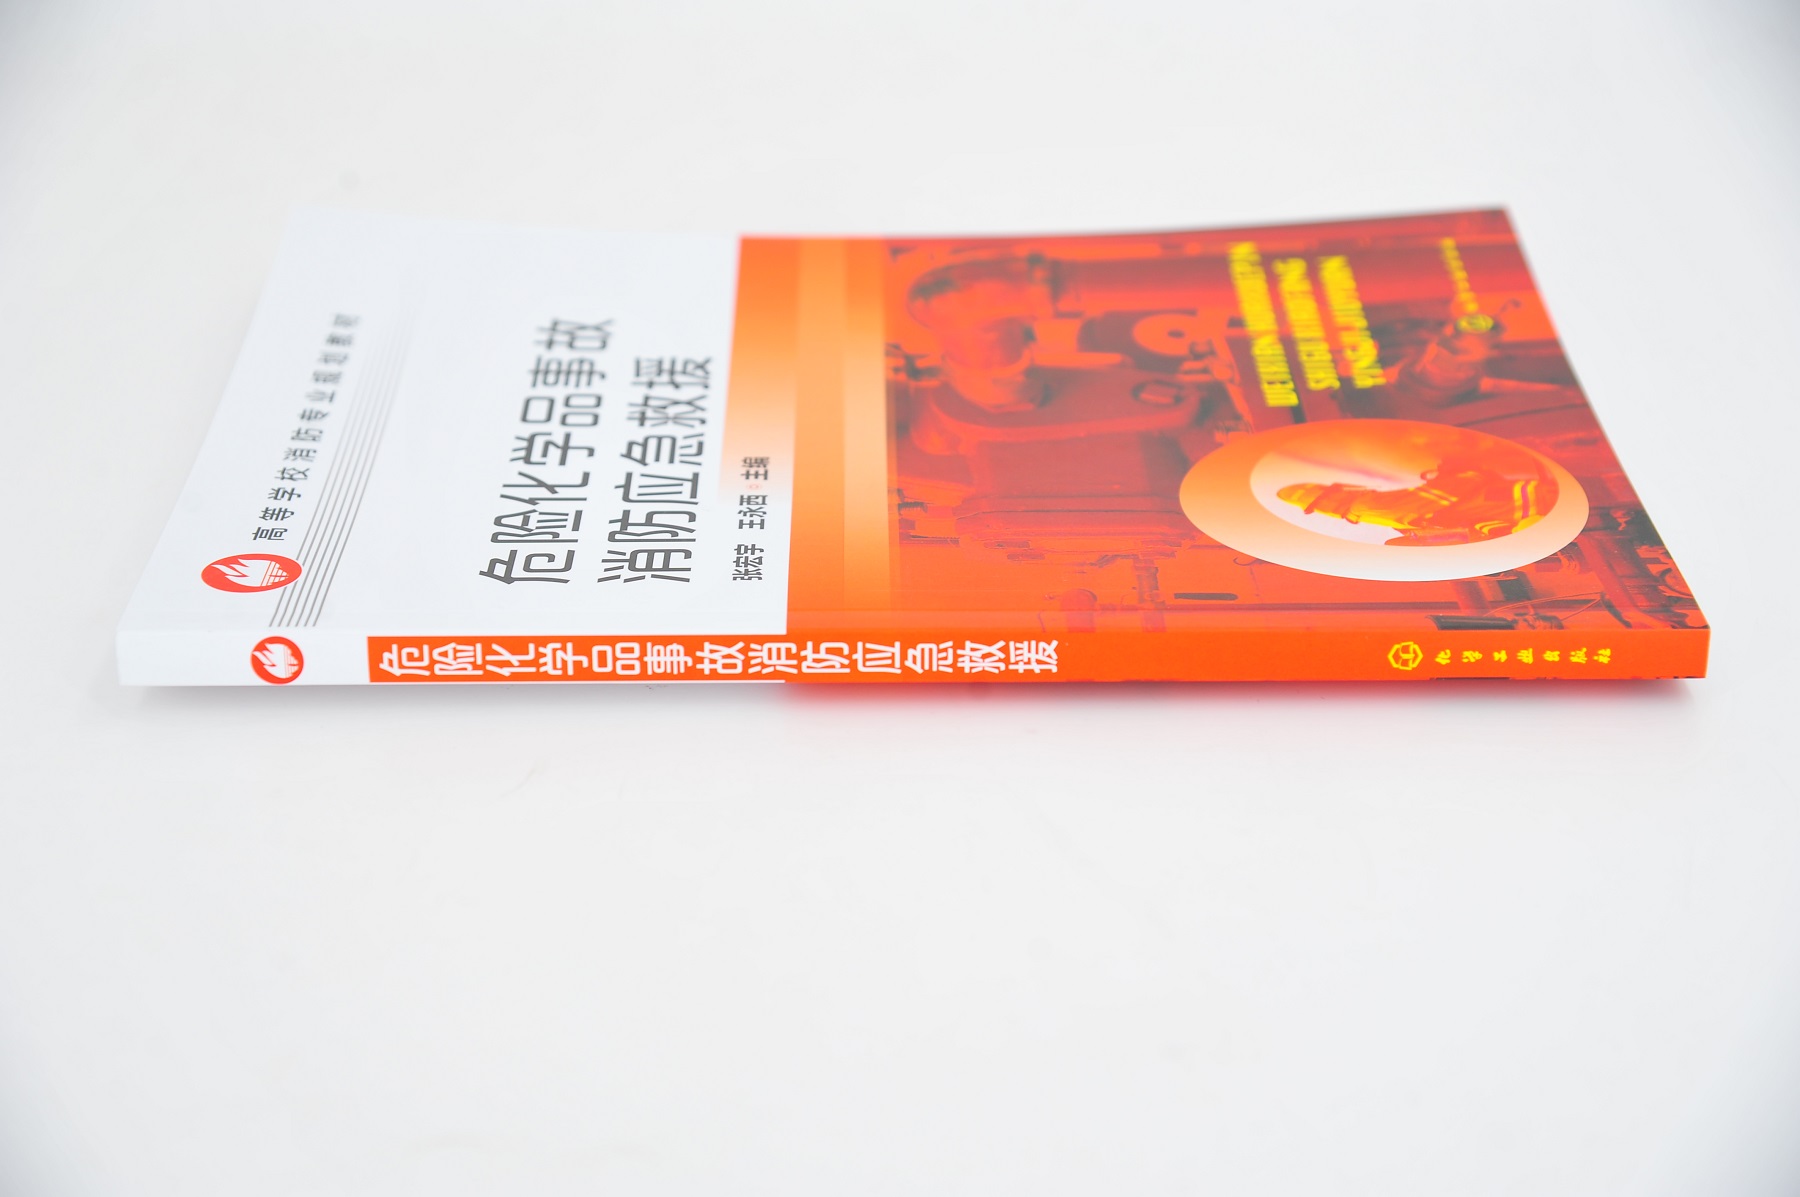 高等学校消防专业规划教材
危险化学品事故
消防应急救援
张宏宇 王永西 主编
危险化学品事故消防应急救援
化学工业出版社